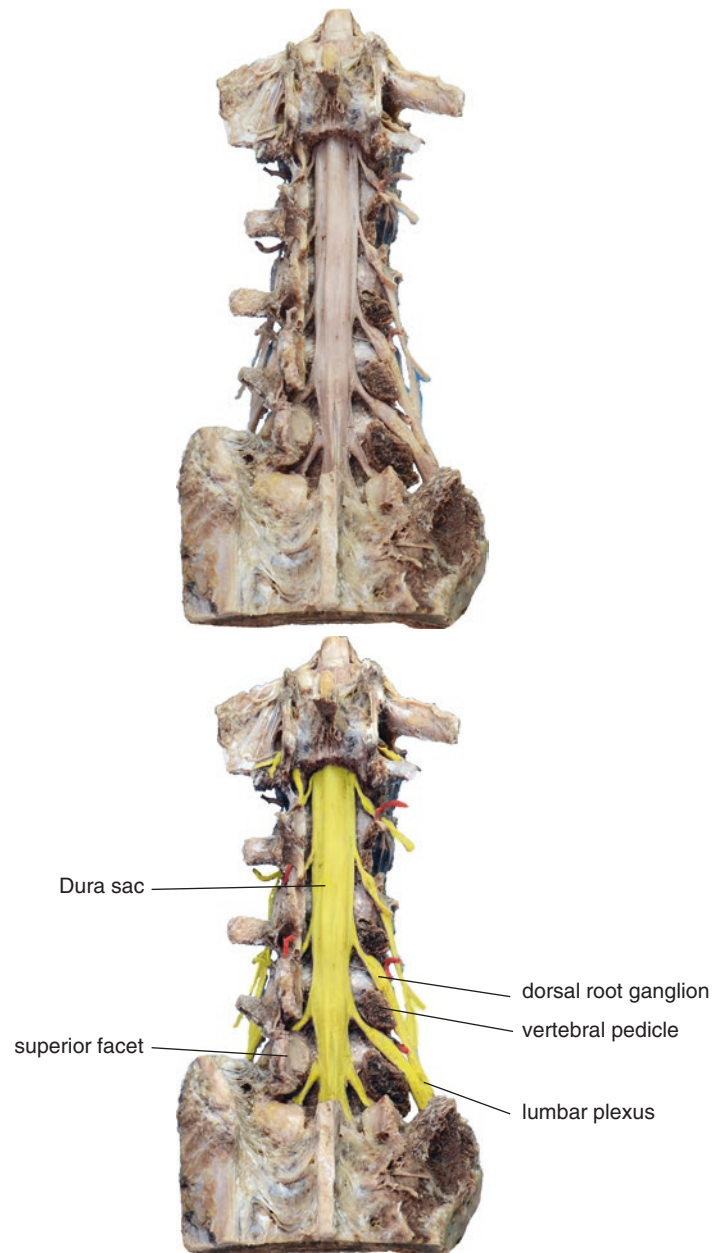 Dura sac
dorsal root ganglion
vertebral pedicle
superior facet
lumbar plexus